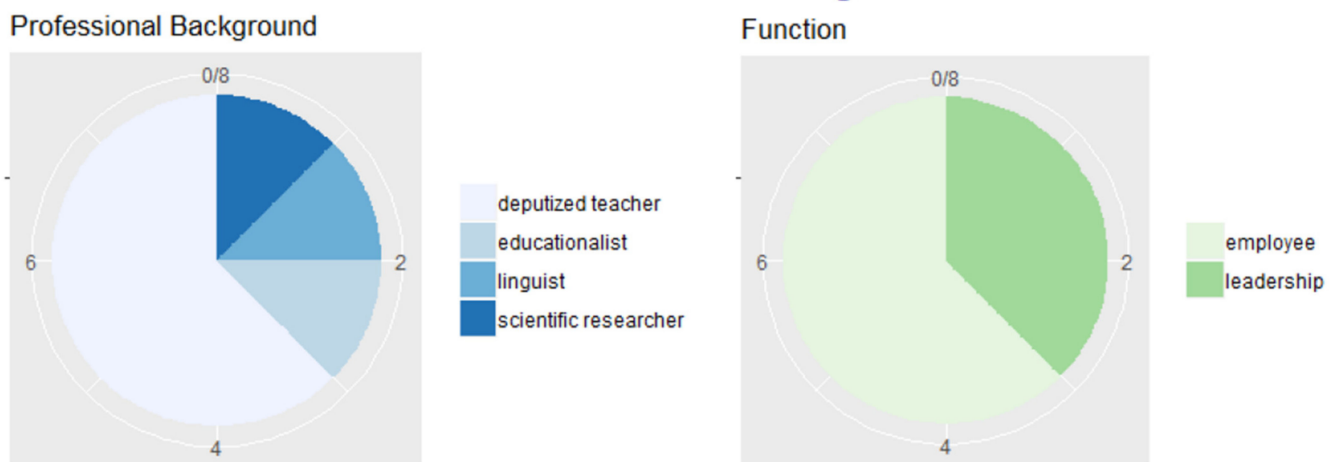 Professional Background
0/8
2
4
6
deputized teacher
educationalist
linguist
scientific researcher
Function
0/8
2
4
6
employee
leadership